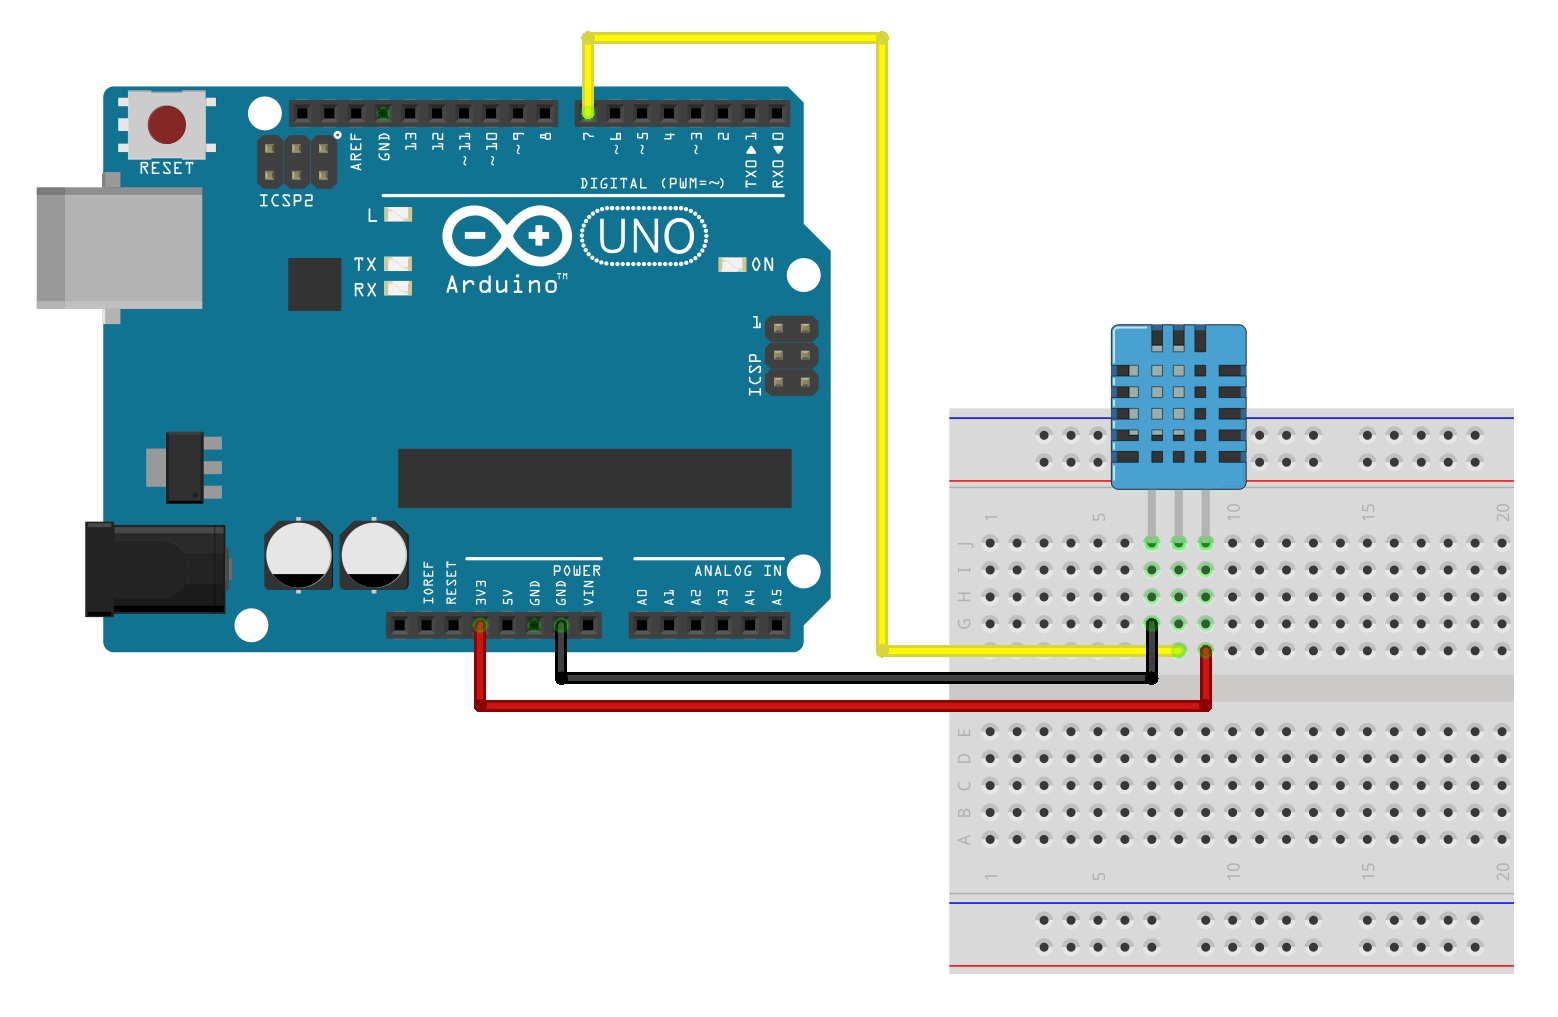 RESET
ICSP2
AREF
GND
13
12
~11
~10
~9
8
7
~6
~5
4
~3
2
TX0▶1
RX0◀0
DIGITAL (PWM=~)
L
TX
RX
UNO
Arduino™
ON
1
ICSP
POWER
ANALOG IN
IOREF
RESET
3V3
5V
GND
GND
VIN
A0
A1
A2
A3
A4
A5
1
5
10
15
20
J
I
H
G
E
D
C
B
A
1
5
10
15
20